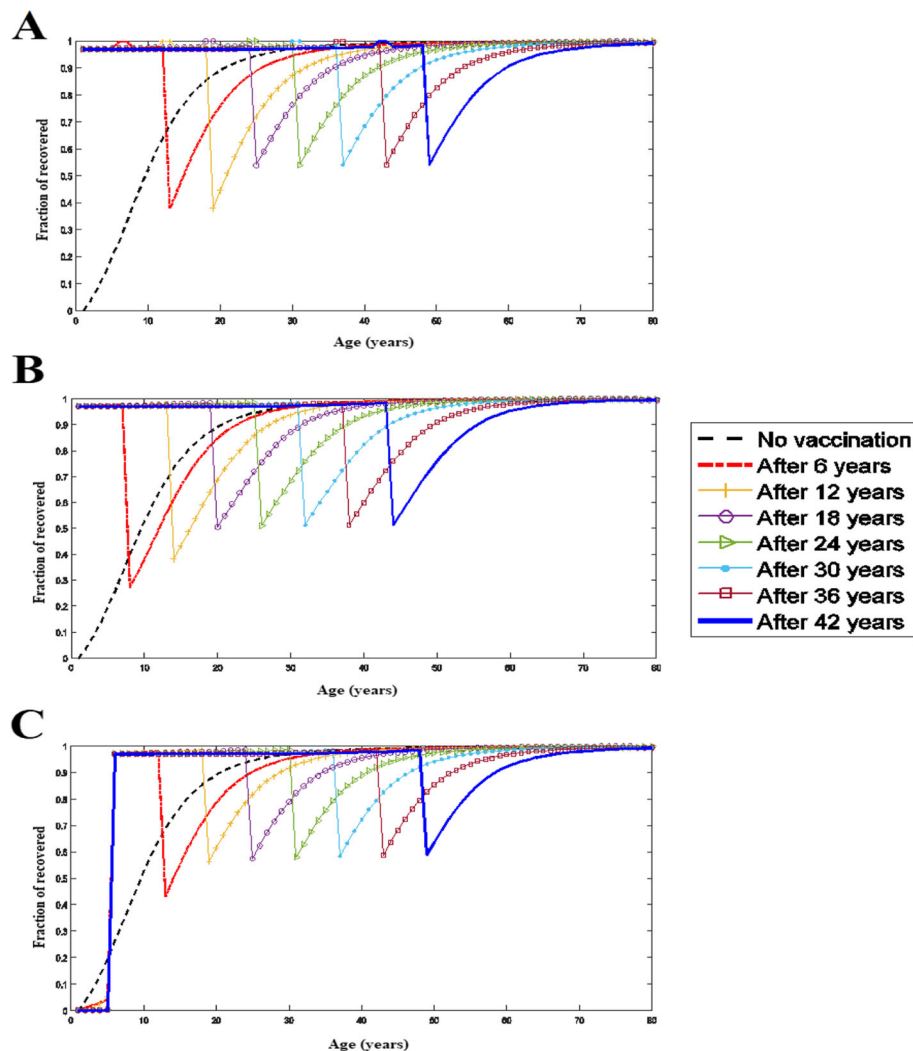 A
Fraction of recovered
1
0.9
0.8
0.7
0.6
0.5
0.4
0.3
0.2
0.1
0
0 10 20 30 40 50 60 70 80
Age (years)
B
Fraction of recovered
1
0.9
0.8
0.7
0.6
0.5
0.4
0.3
0.2
0.1
0
0 10 20 30 40 50 60 70 80
Age (years)
No vaccination
After 6 years
After 12 years
After 18 years
After 24 years
After 30 years
After 36 years
After 42 years
C
Fraction of recovered
1
0.9
0.8
0.7
0.6
0.5
0.4
0.3
0.2
0.1
0
0 10 20 30 40 50 60 70 80
Age (years)